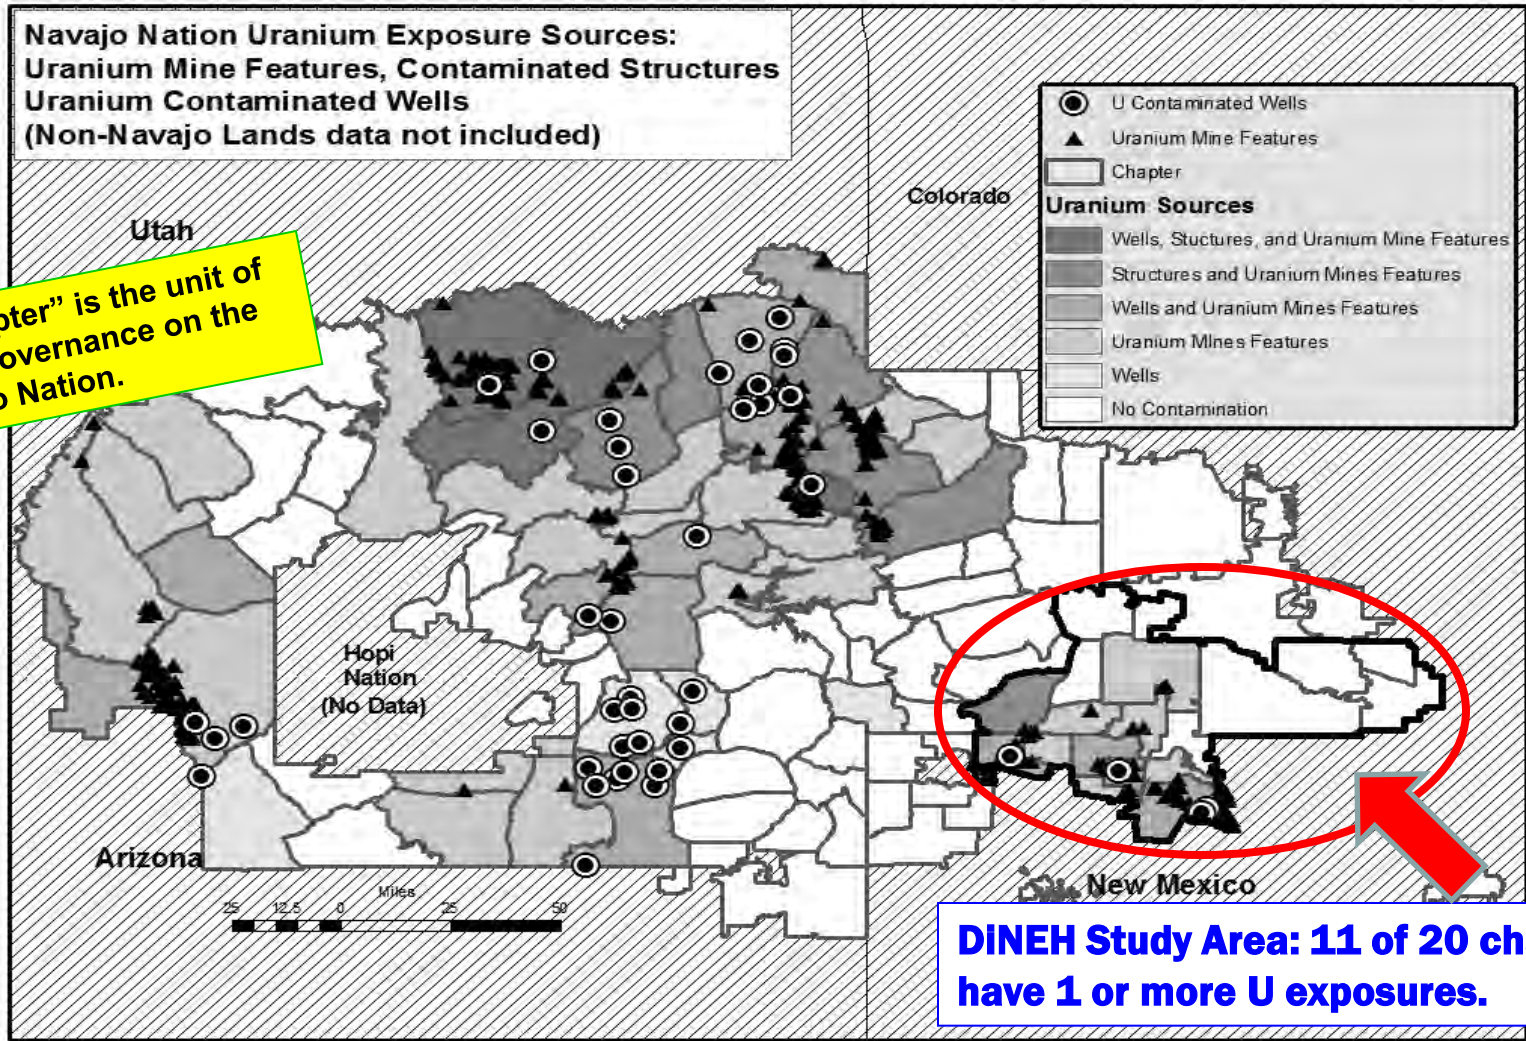 Navajo Nation Uranium Exposure Sources:
Uranium Mine Features, Contaminated Structures
Uranium Contaminated Wells
(Non-Navajo Lands data not included)
U Contaminated Wells
Uranium Mine Features
Chapter
Uranium Sources
Wells, Stuctures, and Uranium Mine Features
Structures and Uranium Mines Features
Wells and Uranium Mines Features
Uranium MInes Features
Wells
No Contamination
Colorado
Utah
pter” is the unit of
overnance on the
o Nation.
Hopi
Nation
(No Data)
Arizona
New Mexico
Miles
25 12.5 0 25 50
DiNEH Study Area: 11 of 20 ch
have 1 or more U exposures.